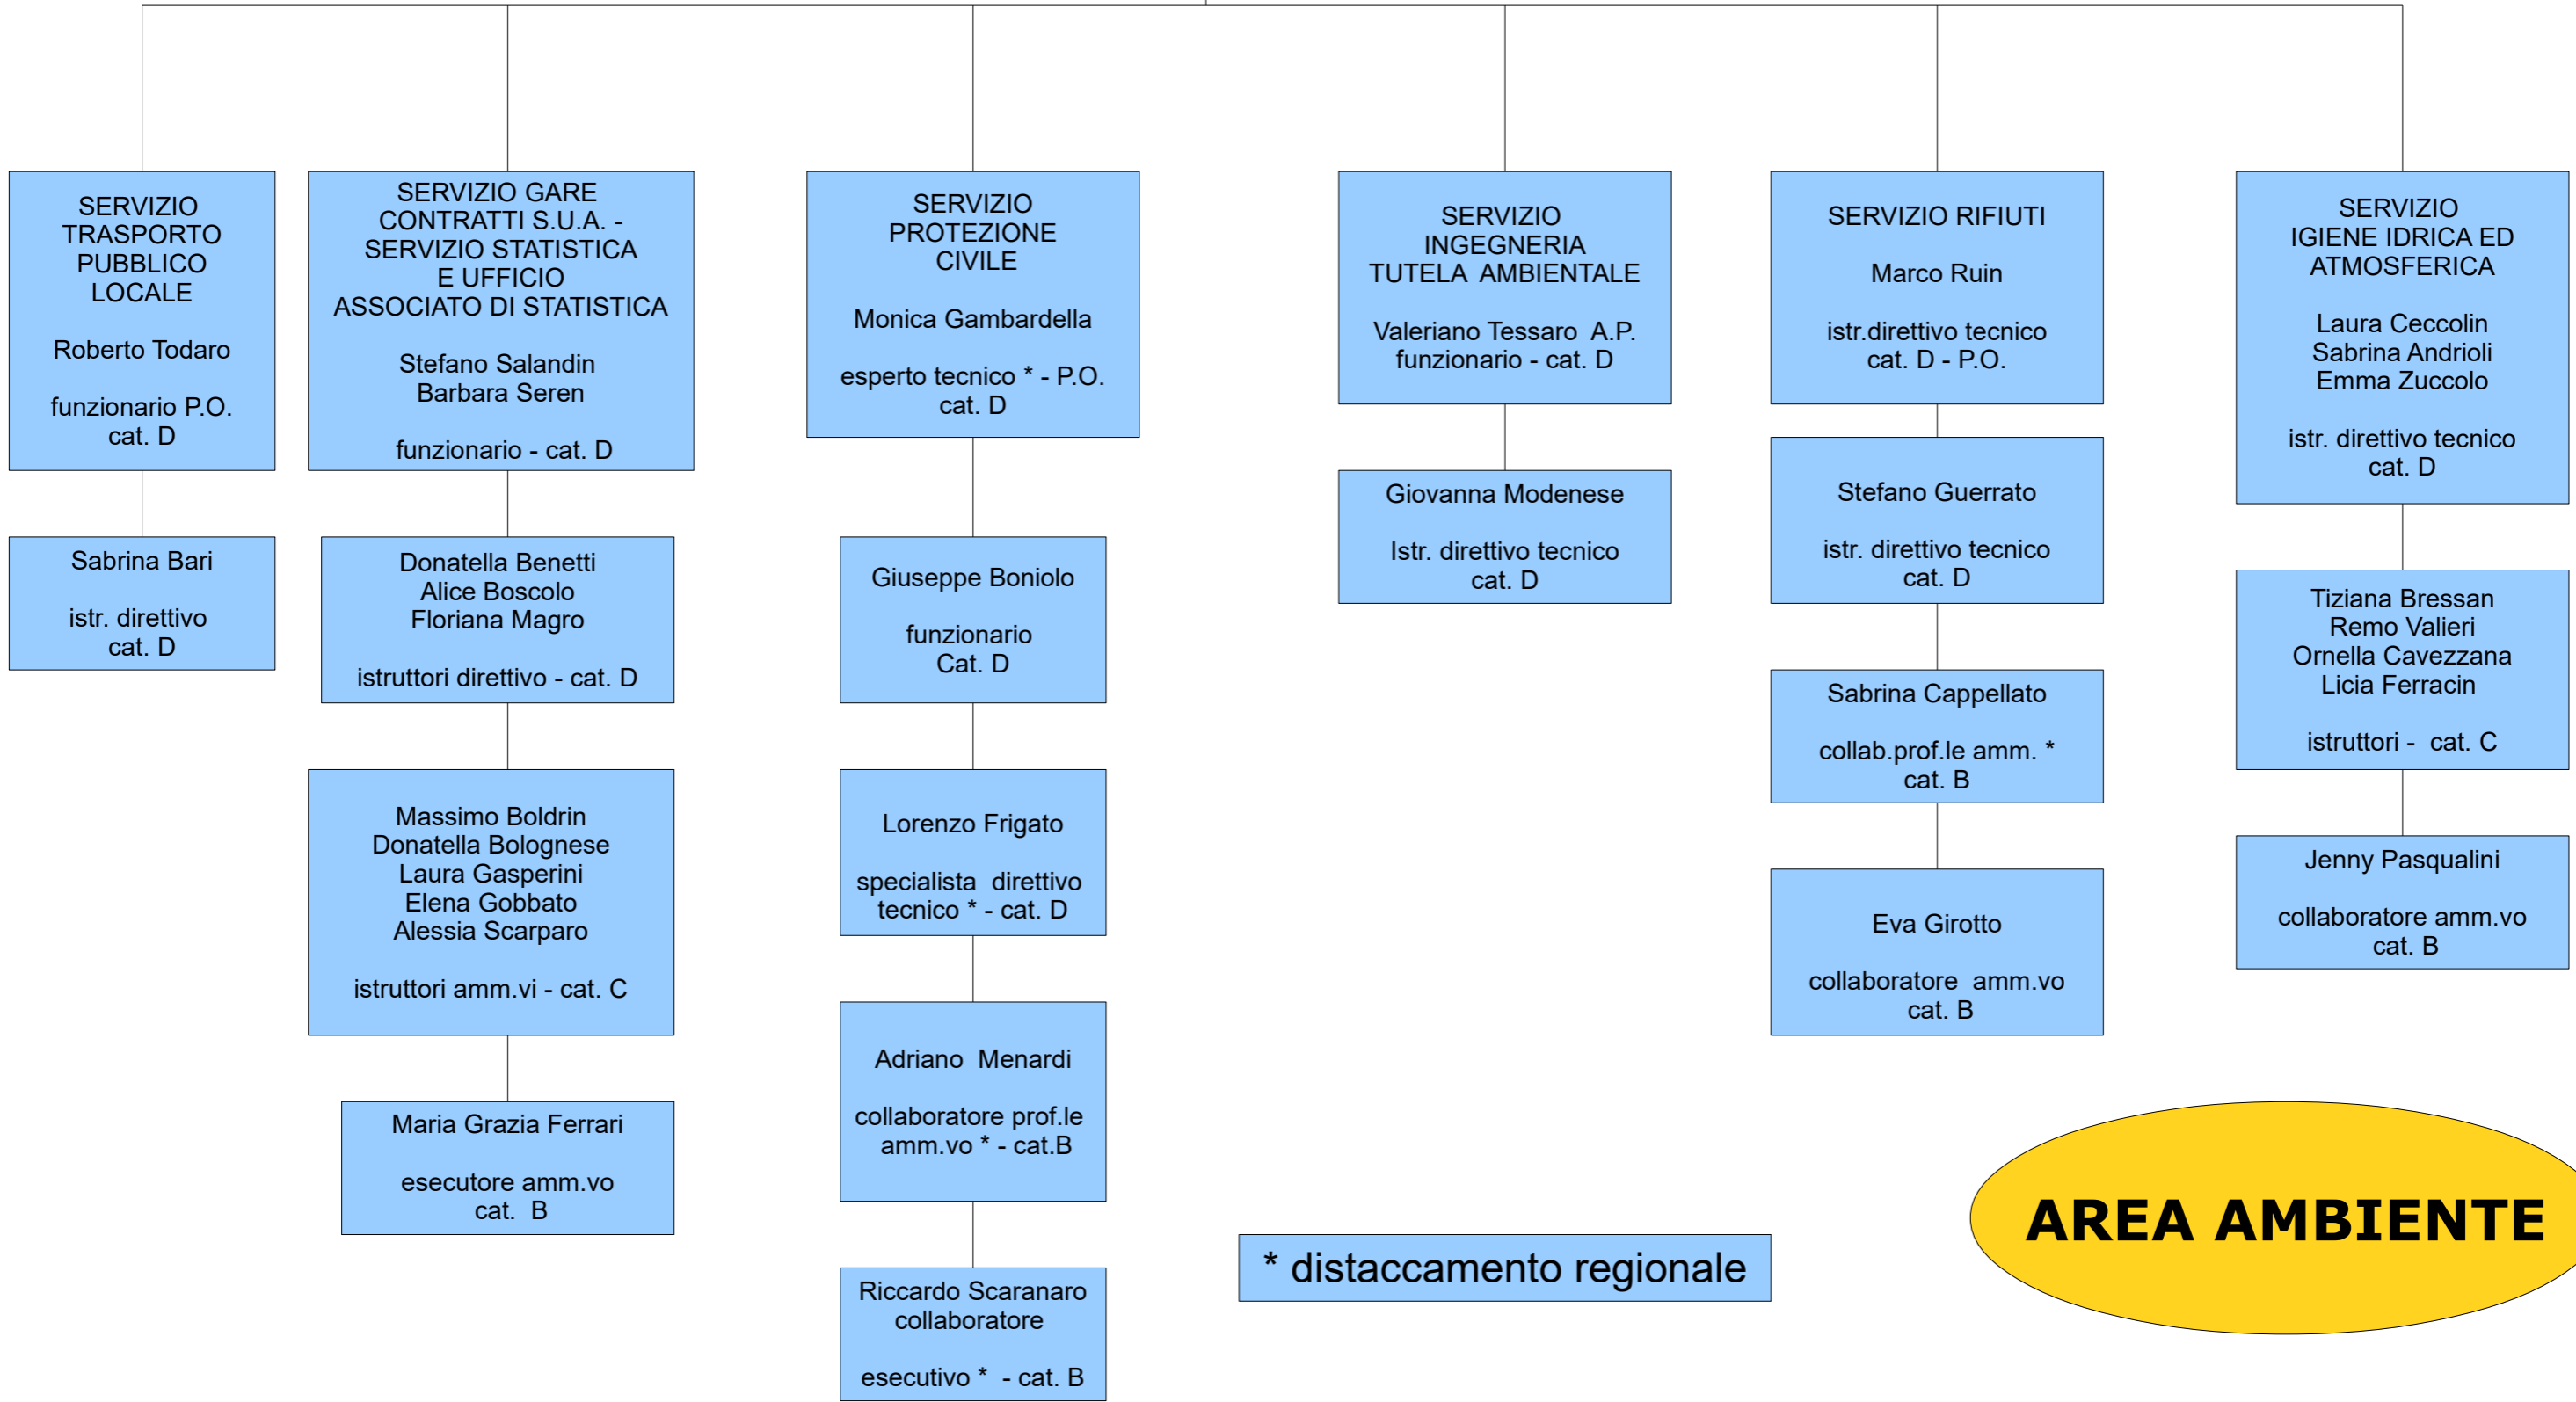 SERVIZIO
TRASPORTO
PUBBLICO
LOCALE
Roberto Todaro
funzionario P.O.
cat. D
Sabrina Bari
istr. direttivo
cat. D
SERVIZIO GARE
CONTRATTI S.U.A. -
SERVIZIO STATISTICA
E UFFICIO
ASSOCIATO DI STATISTICA
Stefano Salandin
Barbara Seren
funzionario - cat. D
Donatella Benetti
Alice Boscolo
Floriana Magro
istruttori direttivo - cat. D
Massimo Boldrin
Donatella Bolognese
Laura Gasperini
Elena Gobbato
Alessia Scarparo
istruttori amm.vi - cat. C
Maria Grazia Ferrari
esecutore amm.vo
cat. B
SERVIZIO
PROTEZIONE
CIVILE
Monica Gambardella
esperto tecnico * - P.O.
cat. D
Giuseppe Boniolo
funzionario
Cat. D
Lorenzo Frigato
specialista direttivo
tecnico * - cat. D
Adriano Menardi
collaboratore prof.le
amm.vo * - cat.B
Riccardo Scaranaro
collaboratore
esecutivo * - cat. B
SERVIZIO
INGEGNERIA
TUTELA AMBIENTALE
Valeriano Tessaro A.P.
funzionario - cat. D
Giovanna Modenese
Istr. direttivo tecnico
cat. D
SERVIZIO RIFIUTI
Marco Ruin
istr.direttivo tecnico
cat. D - P.O.
Stefano Guerrato
istr. direttivo tecnico
cat. D
Sabrina Cappellato
collab.prof.le amm. *
cat. B
Eva Girotto
collaboratore amm.vo
cat. B
SERVIZIO
IGIENE IDRICA ED
ATMOSFERICA
Laura Ceccolin
Sabrina Andrioli
Emma Zuccolo
istr. direttivo tecnico
cat. D
Tiziana Bressan
Remo Valieri
Ornella Cavezzana
Licia Ferracin
istruttori - cat. C
Jenny Pasqualini
collaboratore amm.vo
cat. B
* distaccamento regionale
AREA AMBIENTE